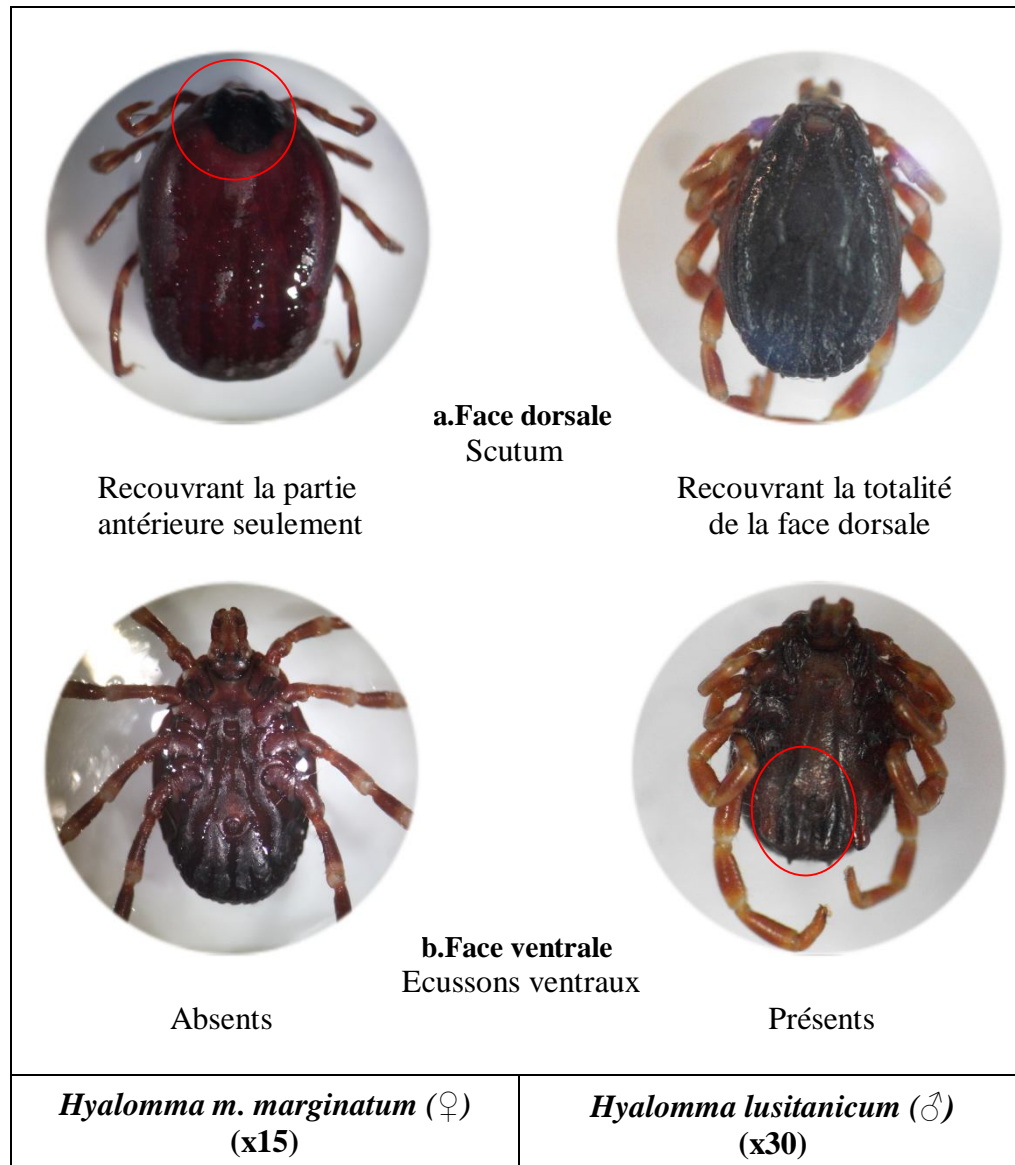 a.Face dorsale
Scutum
Recouvrant la partie
antérieure seulement
Recouvrant la totalité
de la face dorsale
b.Face ventrale
Ecussons ventraux
Absents
Présents
Hyalomma m. marginatum (♀)
(x15)
Hyalomma lusitanicum (♂)
(x30)